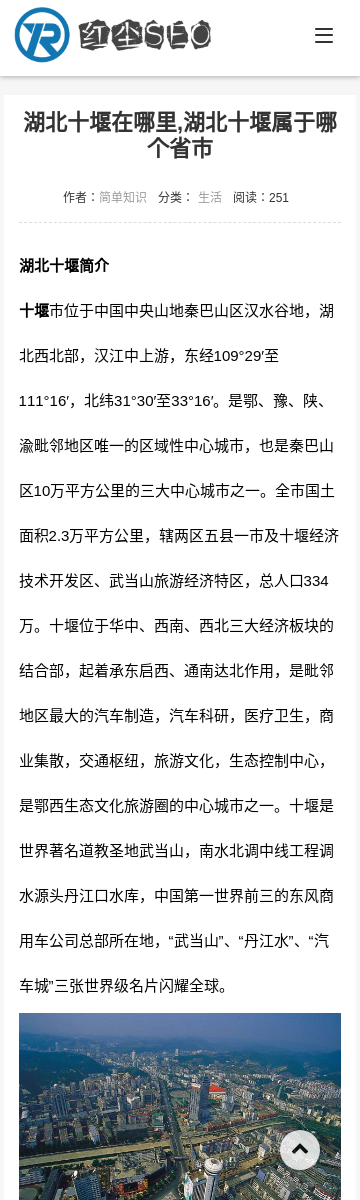 红尘SEO
湖北十堰在哪里,湖北十堰属于哪
个省市
作者：简单知识 分类： 生活 阅读：251
湖北十堰简介
十堰市位于中国中央山地秦巴山区汉水谷地，湖
北西北部，汉江中上游，东经109°29′至
111°16′，北纬31°30′至33°16′。是鄂、豫、陕、
渝毗邻地区唯一的区域性中心城市，也是秦巴山
区10万平方公里的三大中心城市之一。全市国土
面积2.3万平方公里，辖两区五县一市及十堰经济
技术开发区、武当山旅游经济特区，总人口334
万。十堰位于华中、西南、西北三大经济板块的
结合部，起着承东启西、通南达北作用，是毗邻
地区最大的汽车制造，汽车科研，医疗卫生，商
业集散，交通枢纽，旅游文化，生态控制中心，
是鄂西生态文化旅游圈的中心城市之一。十堰是
世界著名道教圣地武当山，南水北调中线工程调
水源头丹江口水库，中国第一世界前三的东风商
用车公司总部所在地，“武当山”、“丹江水”、“汽
车城”三张世界级名片闪耀全球。